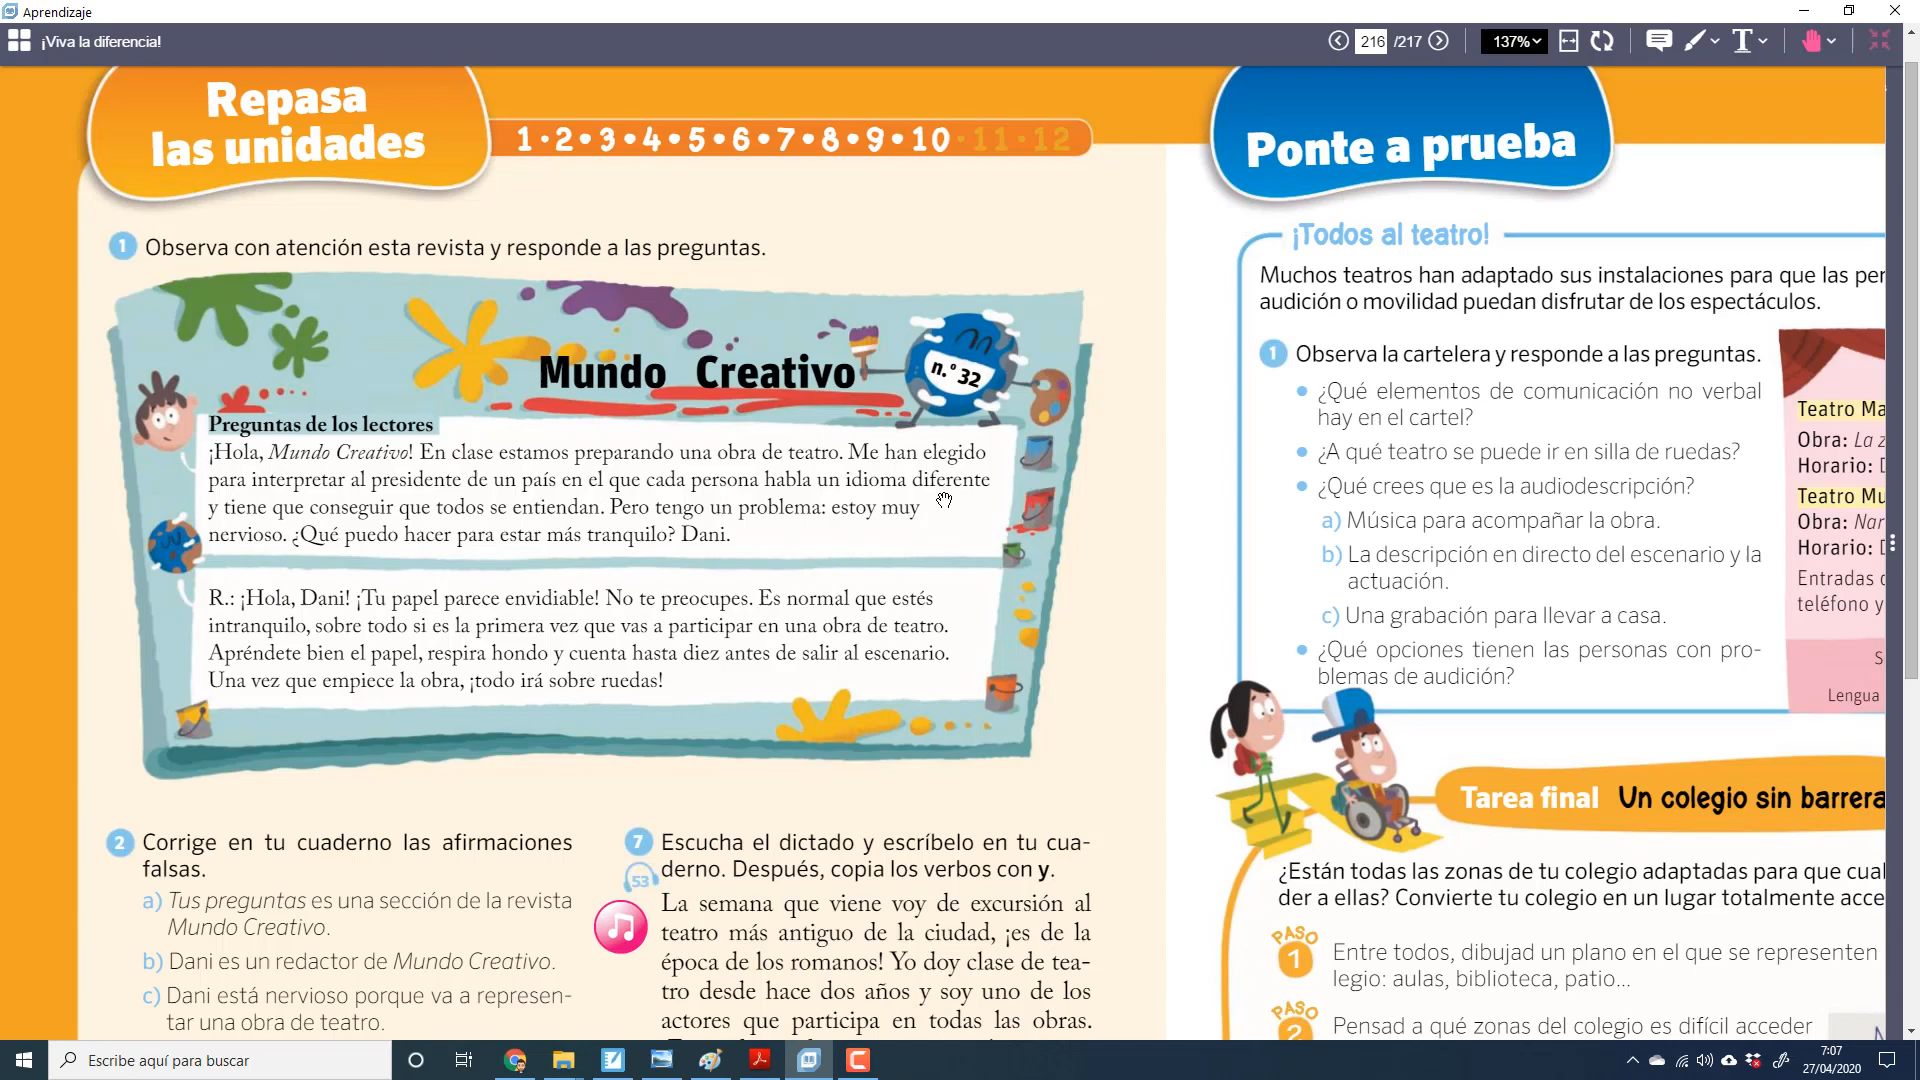 Aprendizaje
¡Viva la diferencia!
216 /217
137%
Repasa
las unidades
1 • 2 • 3 • 4 • 5 • 6 • 7 • 8 • 9 • 10 • 11 • 12
1 Observa con atención esta revista y responde a las preguntas.
Mundo Creativo
n.º 32
Preguntas de los lectores
¡Hola, Mundo Creativo! En clase estamos preparando una obra de teatro. Me han elegido
para interpretar al presidente de un país en el que cada persona habla un idioma diferente
y tiene que conseguir que todos se entiendan. Pero tengo un problema: estoy muy
nervioso. ¿Qué puedo hacer para estar más tranquilo? Dani.
R.: ¡Hola, Dani! ¡Tu papel parece envidiable! No te preocupes. Es normal que estés
intranquilo, sobre todo si es la primera vez que vas a participar en una obra de teatro.
Apréndete bien el papel, respira hondo y cuenta hasta diez antes de salir al escenario.
Una vez que empiece la obra, ¡todo irá sobre ruedas!
2 Corrige en tu cuaderno las afirmaciones
falsas.
a) Tus preguntas es una sección de la revista
Mundo Creativo.
b) Dani es un redactor de Mundo Creativo.
c) Dani está nervioso porque va a represen-
tar una obra de teatro.
7 Escucha el dictado y escríbelo en tu cua-
53 derno. Después, copia los verbos con y.
La semana que viene voy de excursión al
teatro más antiguo de la ciudad, ¡es de la
época de los romanos! Yo doy clase de tea-
tro desde hace dos años y soy uno de los
actores que participa en todas las obras.
Ponte a prueba
¡Todos al teatro!
Muchos teatros han adaptado sus instalaciones para que las per
audición o movilidad puedan disfrutar de los espectáculos.
1 Observa la cartelera y responde a las preguntas.
• ¿Qué elementos de comunicación no verbal
hay en el cartel?
• ¿A qué teatro se puede ir en silla de ruedas?
• ¿Qué crees que es la audiodescripción?
a) Música para acompañar la obra.
b) La descripción en directo del escenario y la
actuación.
c) Una grabación para llevar a casa.
• ¿Qué opciones tienen las personas con pro-
blemas de audición?
Teatro Ma
Obra: La z
Horario:
Teatro Mu
Obra: Nar
Horario:
Entradas
teléfono y
S
Lengua
Tarea final Un colegio sin barrera
¿Están todas las zonas de tu colegio adaptadas para que cual
der a ellas? Convierte tu colegio en un lugar totalmente acce
PASO 1 Entre todos, dibujad un plano en el que se representen
legio: aulas, biblioteca, patio...
PASO 2 Pensad a qué zonas del colegio es difícil acceder
Escribe aquí para buscar
7:07
27/04/2020